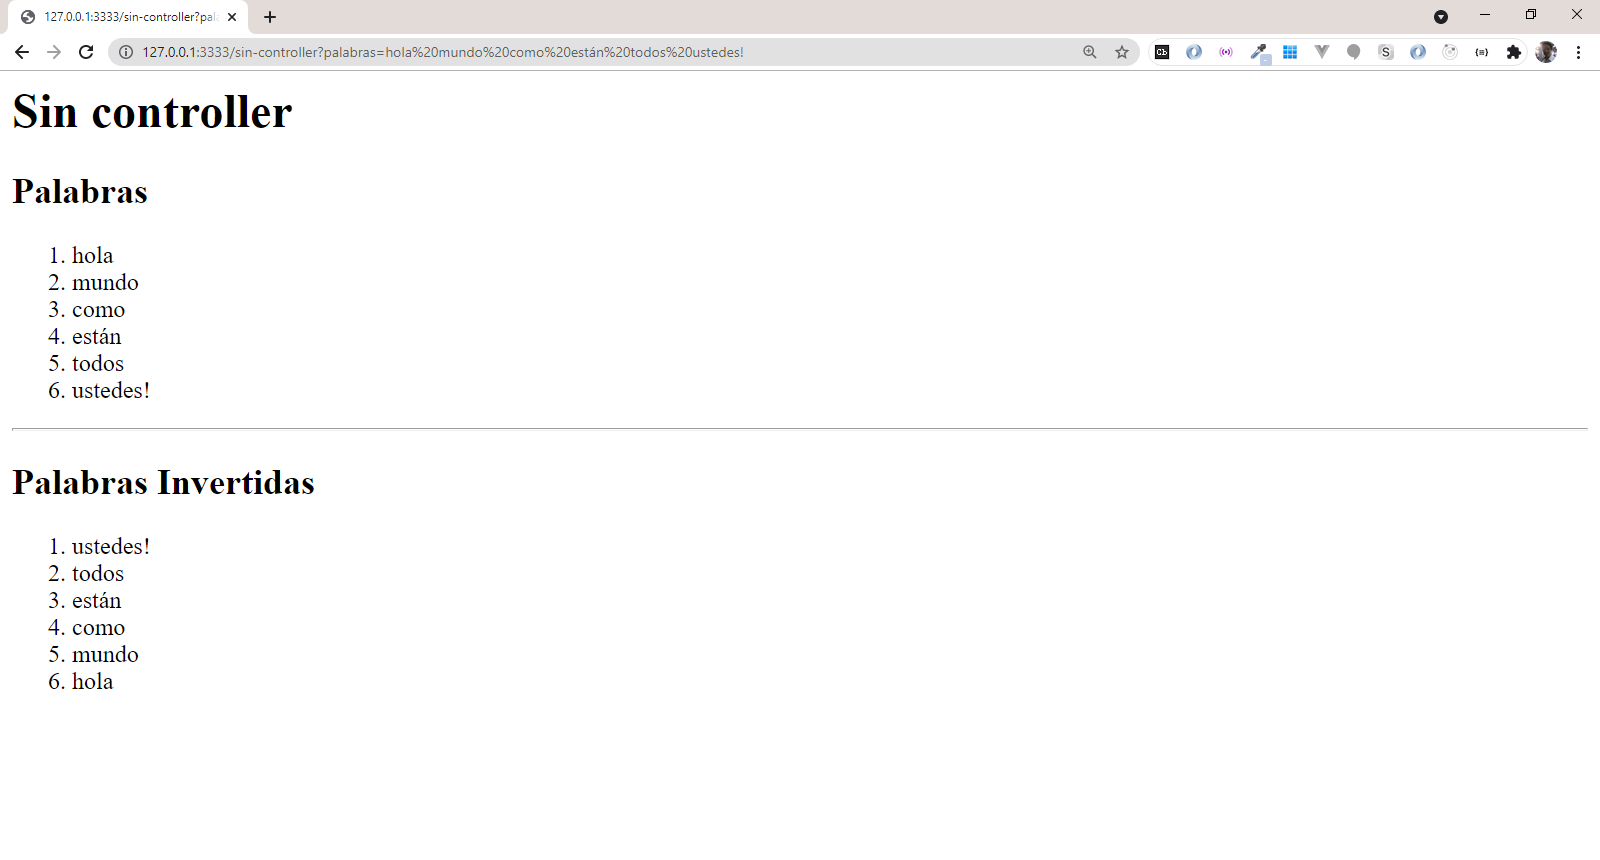 127.0.0.1:3333/sin-controller?pal
127.0.0.1:3333/sin-controller?palabras=hola%20mundo%20como%20están%20todos%20ustedes!
Sin controller
Palabras
1. hola
2. mundo
3. como
4. están
5. todos
6. ustedes!
Palabras Invertidas
1. ustedes!
2. todos
3. están
4. como
5. mundo
6. hola